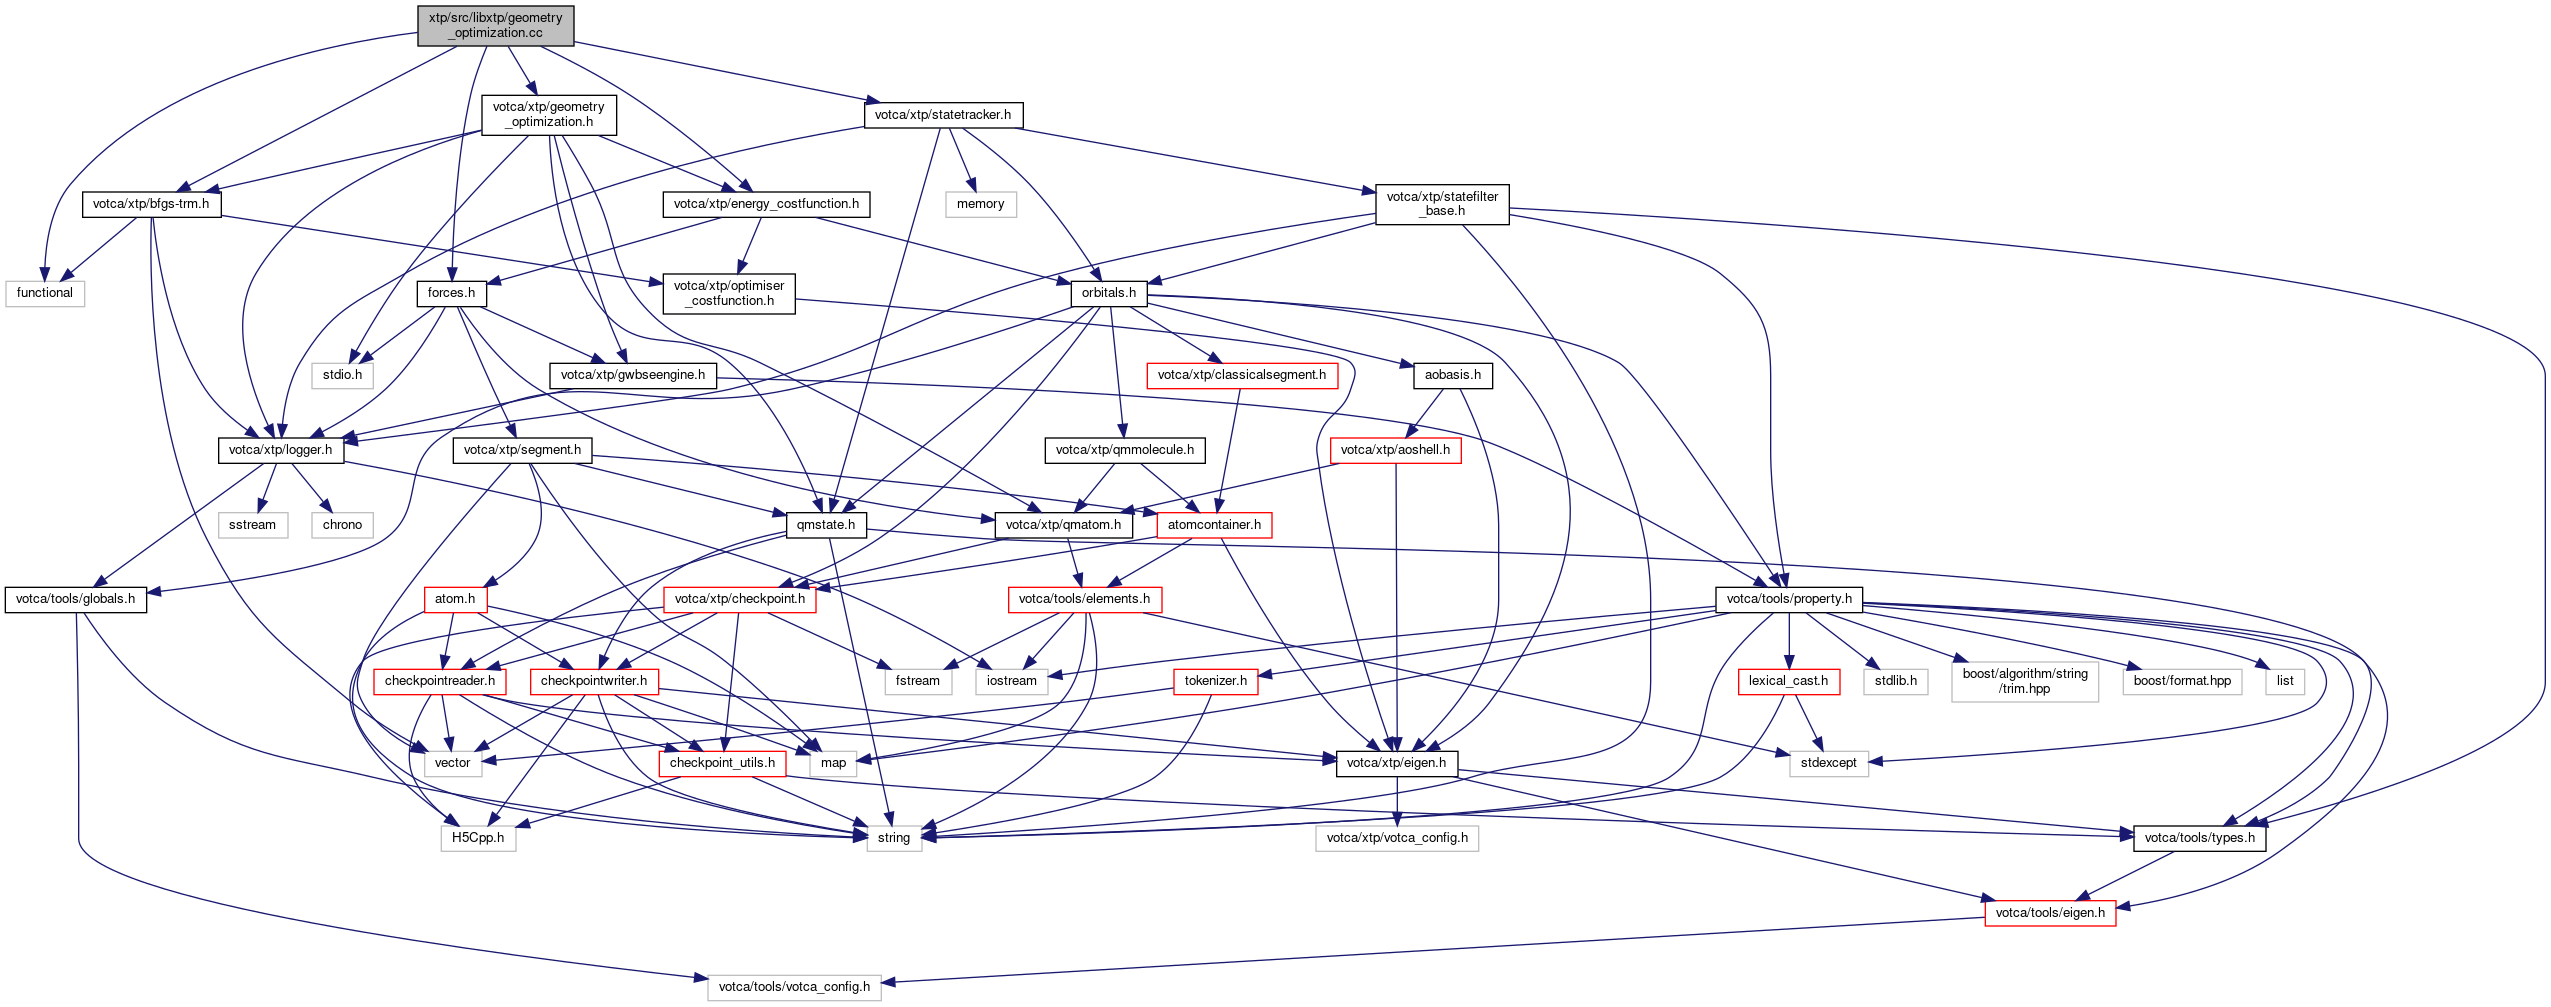 xtp/src/libxtp/geometry
_optimization.cc
votca/xtp/geometry
_optimization.h
votca/xtp/statetracker.h
votca/xtp/bfgs-trm.h
votca/xtp/energy_costfunction.h
memory
votca/xtp/statefilter
_base.h
functional
forces.h
votca/xtp/optimiser
_costfunction.h
orbitals.h
stdio.h
votca/xtp/gwbseengine.h
votca/xtp/classicalsegment.h
aobasis.h
votca/xtp/logger.h
votca/xtp/segment.h
votca/xtp/qmmolecule.h
votca/xtp/aoshell.h
sstream
chrono
qmstate.h
votca/xtp/qmatom.h
atomcontainer.h
votca/tools/globals.h
atom.h
votca/xtp/checkpoint.h
votca/tools/elements.h
votca/tools/property.h
checkpointreader.h
checkpointwriter.h
fstream
iostream
tokenizer.h
lexical_cast.h
stdlib.h
boost/algorithm/string
/trim.hpp
boost/format.hpp
list
vector
checkpoint_utils.h
map
votca/xtp/eigen.h
stdexcept
H5Cpp.h
string
votca/xtp/votca_config.h
votca/tools/types.h
votca/tools/eigen.h
votca/tools/votca_config.h